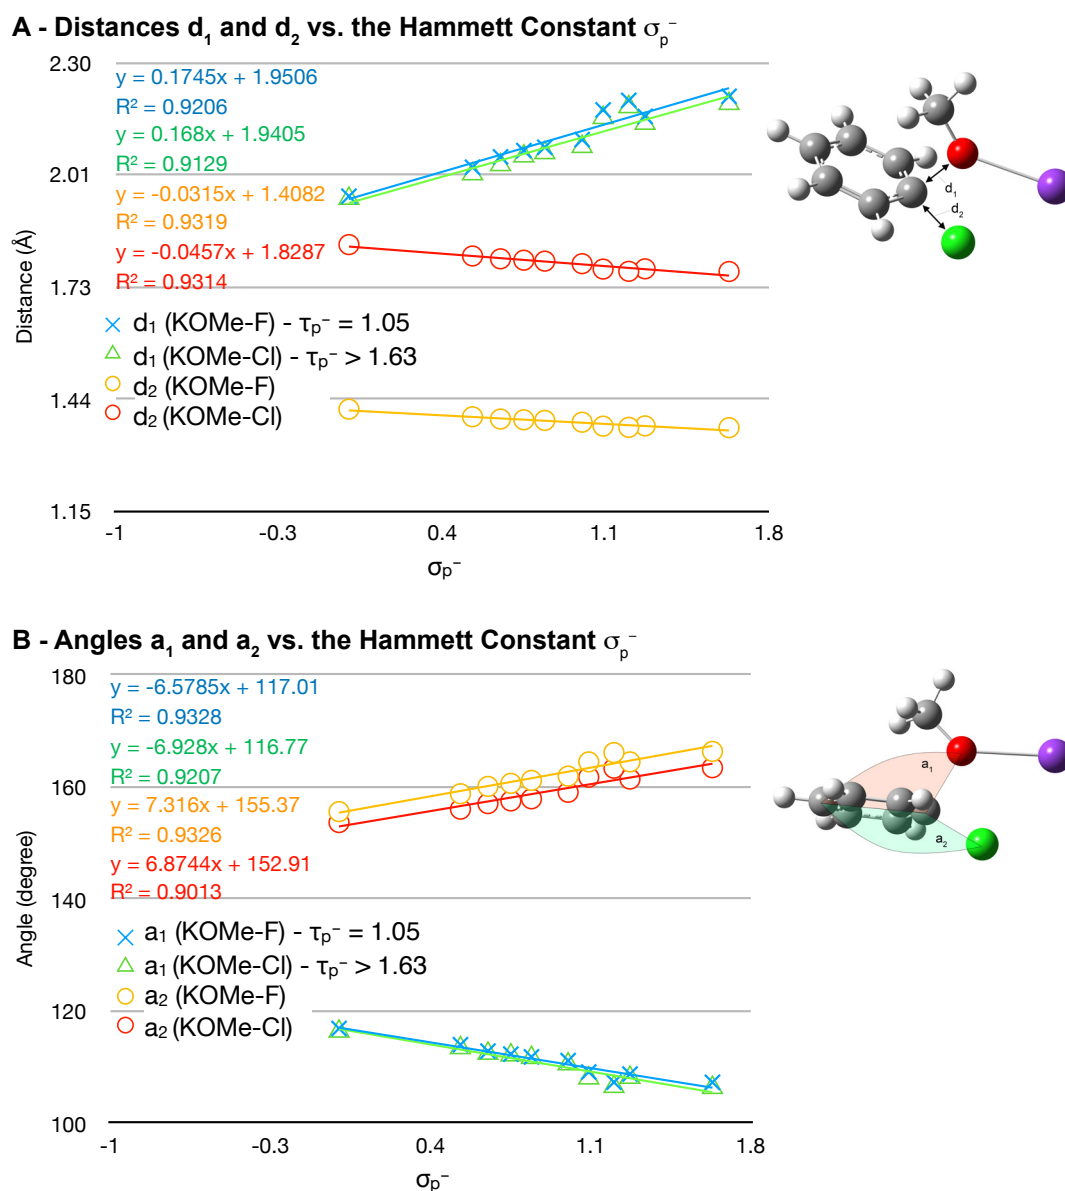 A - Distances d₁ and d₂ vs. the Hammett Constant σₚ⁻
2.30
y = 0.1745x + 1.9506
R² = 0.9206
y = 0.168x + 1.9405
R² = 0.9129
2.01
y = -0.0315x + 1.4082
R² = 0.9319
y = -0.0457x + 1.8287
R² = 0.9314
1.73
Distance (Å)
d₁ (KOMe-F) - τₚ⁻ = 1.05
d₁ (KOMe-Cl) - τₚ⁻ > 1.63
d₂ (KOMe-F)
d₂ (KOMe-Cl)
1.44
1.15
-1 -0.3 0.4 1.1 1.8
σₚ⁻
d₁
d₂
B - Angles a₁ and a₂ vs. the Hammett Constant σₚ⁻
180
y = -6.5785x + 117.01
R² = 0.9328
y = -6.928x + 116.77
R² = 0.9207
160
y = 7.316x + 155.37
R² = 0.9326
y = 6.8744x + 152.91
R² = 0.9013
140
Angle (degree)
a₁ (KOMe-F) - τₚ⁻ = 1.05
a₁ (KOMe-Cl) - τₚ⁻ > 1.63
a₂ (KOMe-F)
a₂ (KOMe-Cl)
120
100
-1 -0.3 0.4 1.1 1.8
σₚ⁻
a₁
a₂